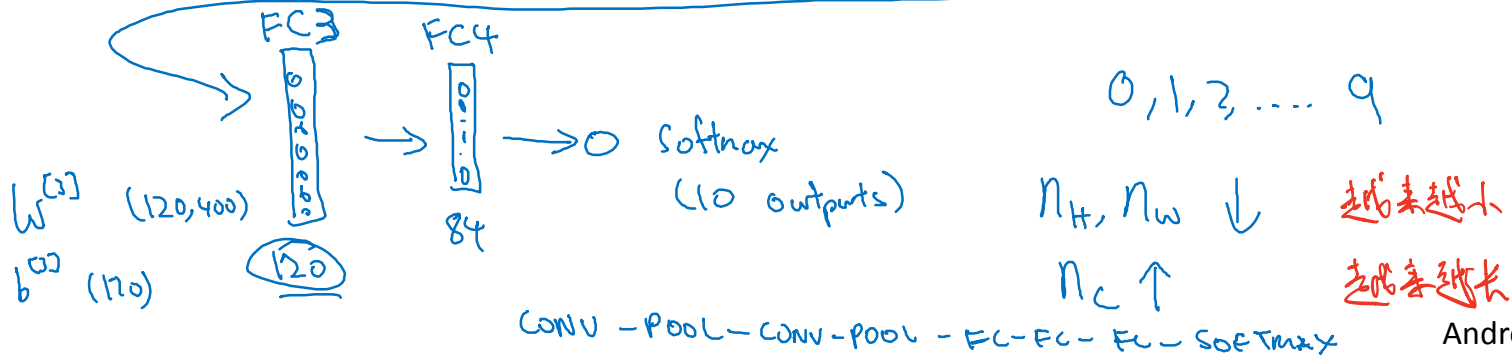 FC3
FC4
0, 1, 2, .... 9
softmax
(10 outputs)
W^[3] (120,400)
84
n_H, n_W ↓ 越来越小
b^[3] (120)
120
n_C ↑ 越来越长
CONV - POOL - CONV - POOL - FC - FC - FC - SOFTMAX
Andre